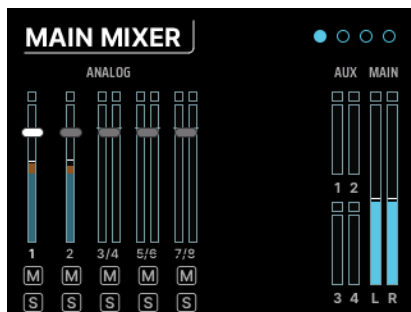 MAIN MIXER
ANALOG
AUX MAIN
1 2
1 2 3/4 5/6 7/8
M M M M M
S S S S S
3 4 L R